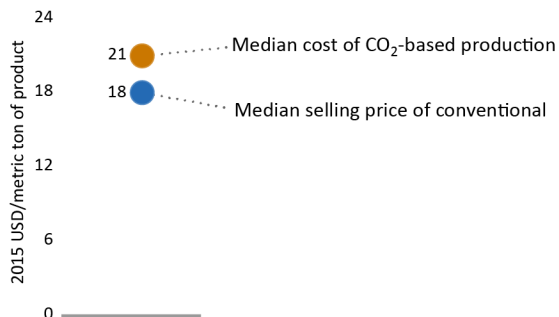 24
21
Median cost of CO₂-based production
18
18
Median selling price of conventional
12
6
0
2015 USD/metric ton of product